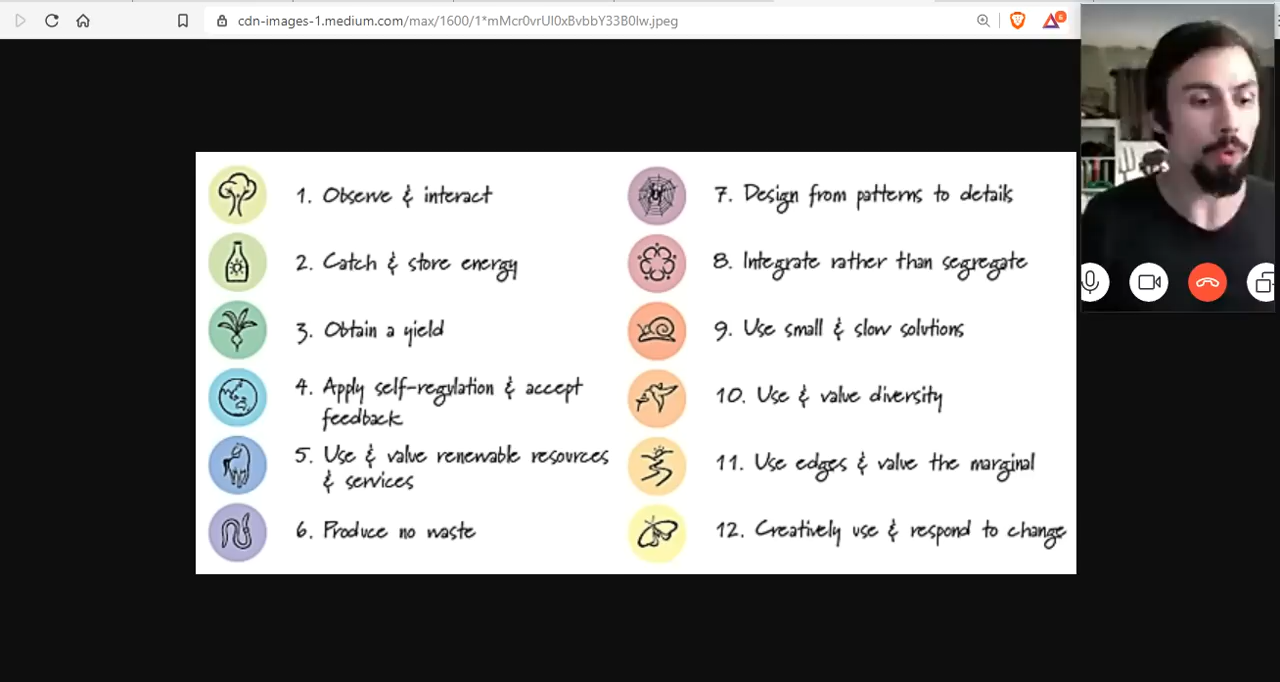 cdn-images-1.medium.com/max/1600/1*mMcr0vrUI0xBvbbY33B0lw.jpeg
6
1. Observe & interact
2. Catch & store energy
3. Obtain a yield
4. Apply self-regulation & accept
feedback
5. Use & value renewable resources
& services
6. Produce no waste
7. Design from patterns to details
8. Integrate rather than segregate
9. Use small & slow solutions
10. Use & value diversity
11. Use edges & value the marginal
12. Creatively use & respond to change